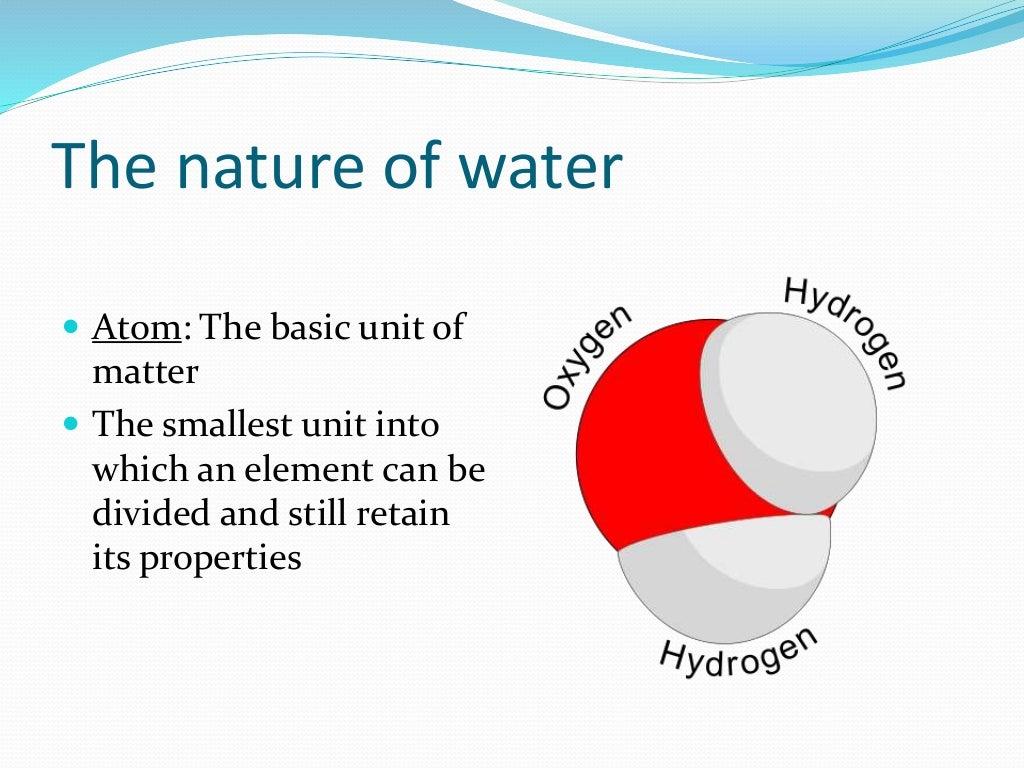 The nature of water
• Atom: The basic unit of
matter
• The smallest unit into
which an element can be
divided and still retain
its properties
Oxygen
Hydrogen
Hydrogen